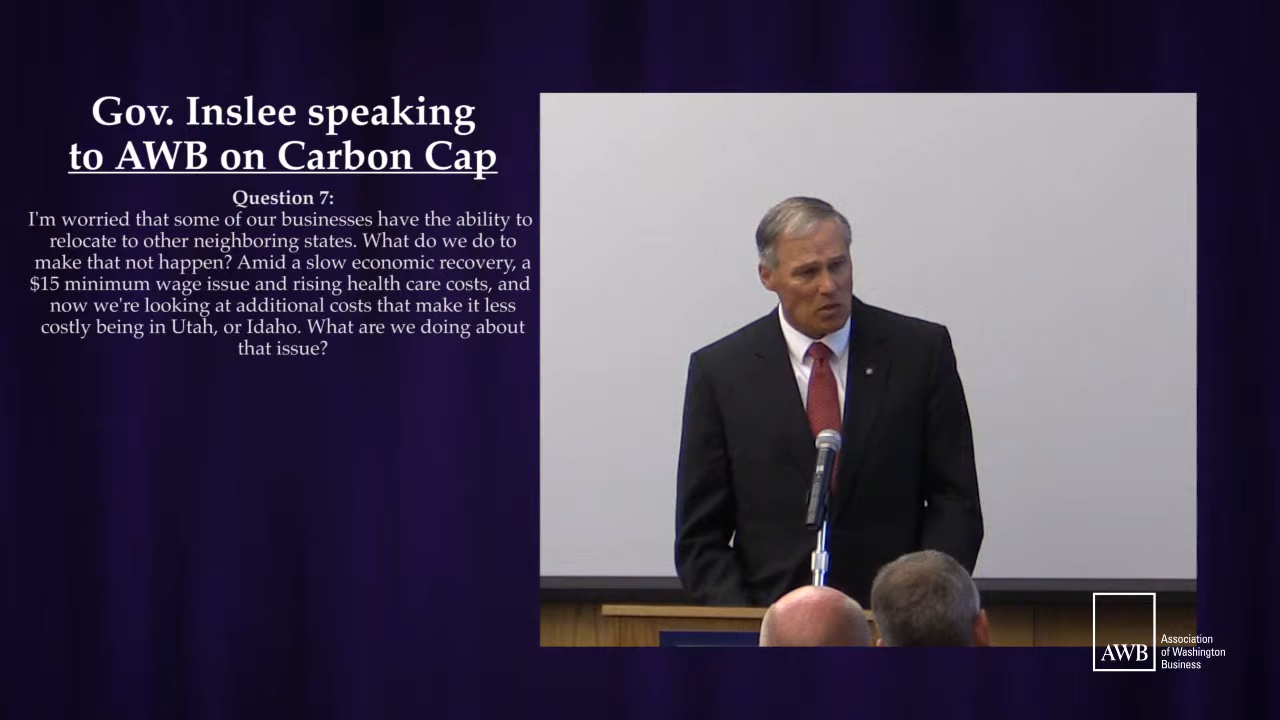 Gov. Inslee speaking
to AWB on Carbon Cap
Question 7:
I'm worried that some of our businesses have the ability to
relocate to other neighboring states. What do we do to
make that not happen? Amid a slow economic recovery, a
$15 minimum wage issue and rising health care costs, and
now we're looking at additional costs that make it less
costly being in Utah, or Idaho. What are we doing about
that issue?
AWB
Association
of Washington
Business